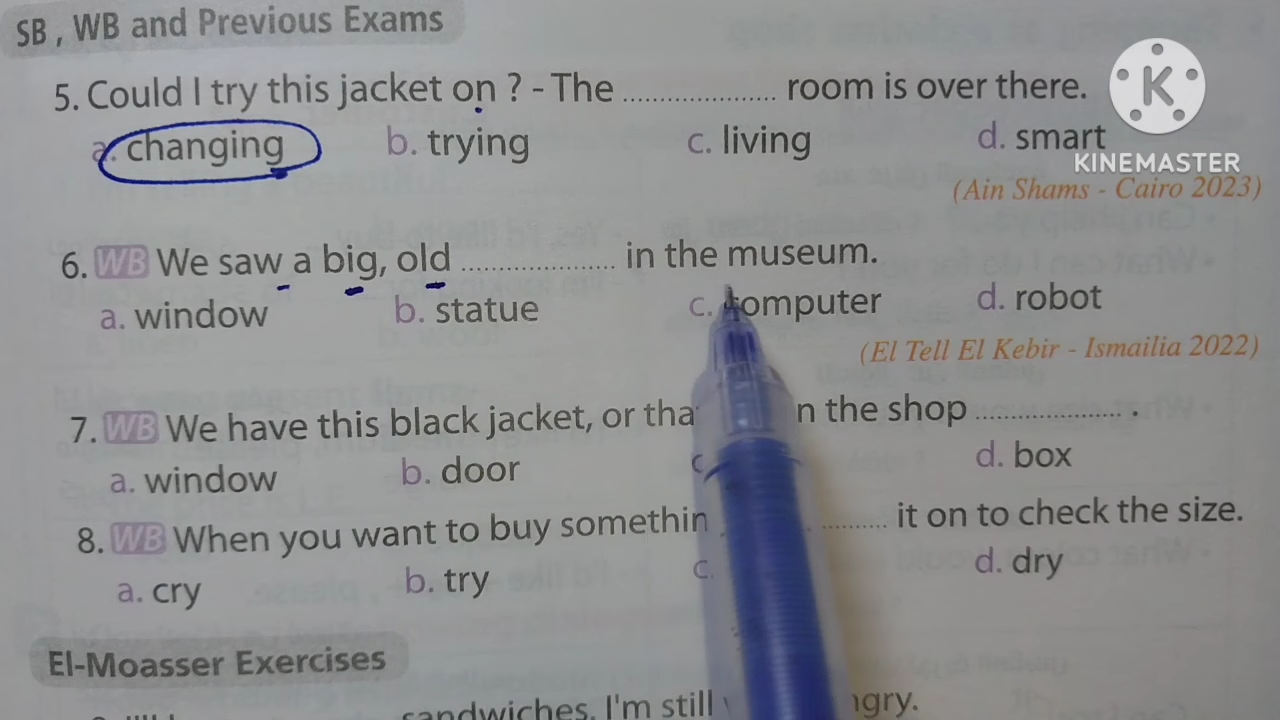 SB , WB and Previous Exams
5. Could I try this jacket on ? - The ..................... room is over there.
a. changing b. trying c. living d. smart
KINEMASTER
(Ain Shams - Cairo 2023)
6. WB We saw a big, old ..................... in the museum.
a. window b. statue c. computer d. robot
(El Tell El Kebir - Ismailia 2022)
7. WB We have this black jacket, or n the shop ..................... .
a. window b. door c. d. box
8. WB When you want to buy somethin .......... it on to check the size.
a. cry b. try c. d. dry
El-Moasser Exercises
sandwiches. I'm still